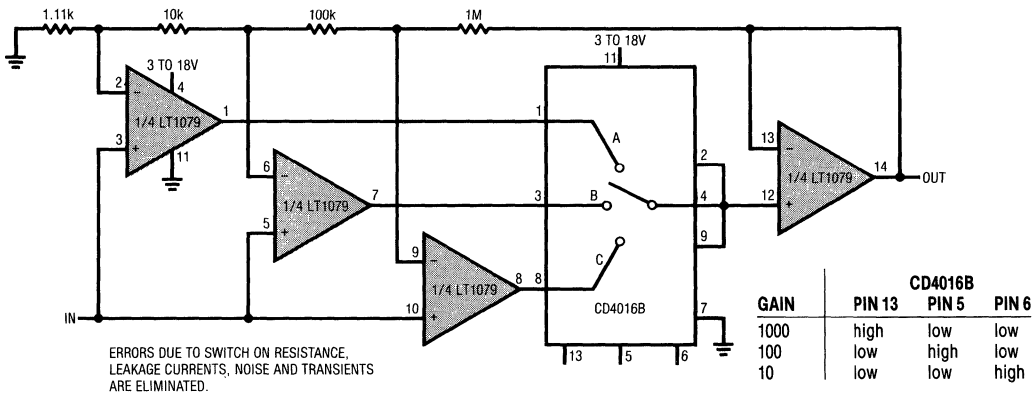 1.11k 10k 100k 1M
3 TO 18V
3 TO 18V
11
2 4
− 1/4 LT1079 1 1 A 13 −
3 + 11
2
6 −
1/4 LT1079 7 3 B 4 12 + 1/4 LT1079 14 OUT
5 +
9
9 − C
1/4 LT1079 8 8
CD4016B
10 +
7
IN
13 5 6
ERRORS DUE TO SWITCH ON RESISTANCE,
LEAKAGE CURRENTS, NOISE AND TRANSIENTS
ARE ELIMINATED.
CD4016B
GAIN PIN 13 PIN 5 PIN 6
1000 high low low
100 low high low
10 low low high